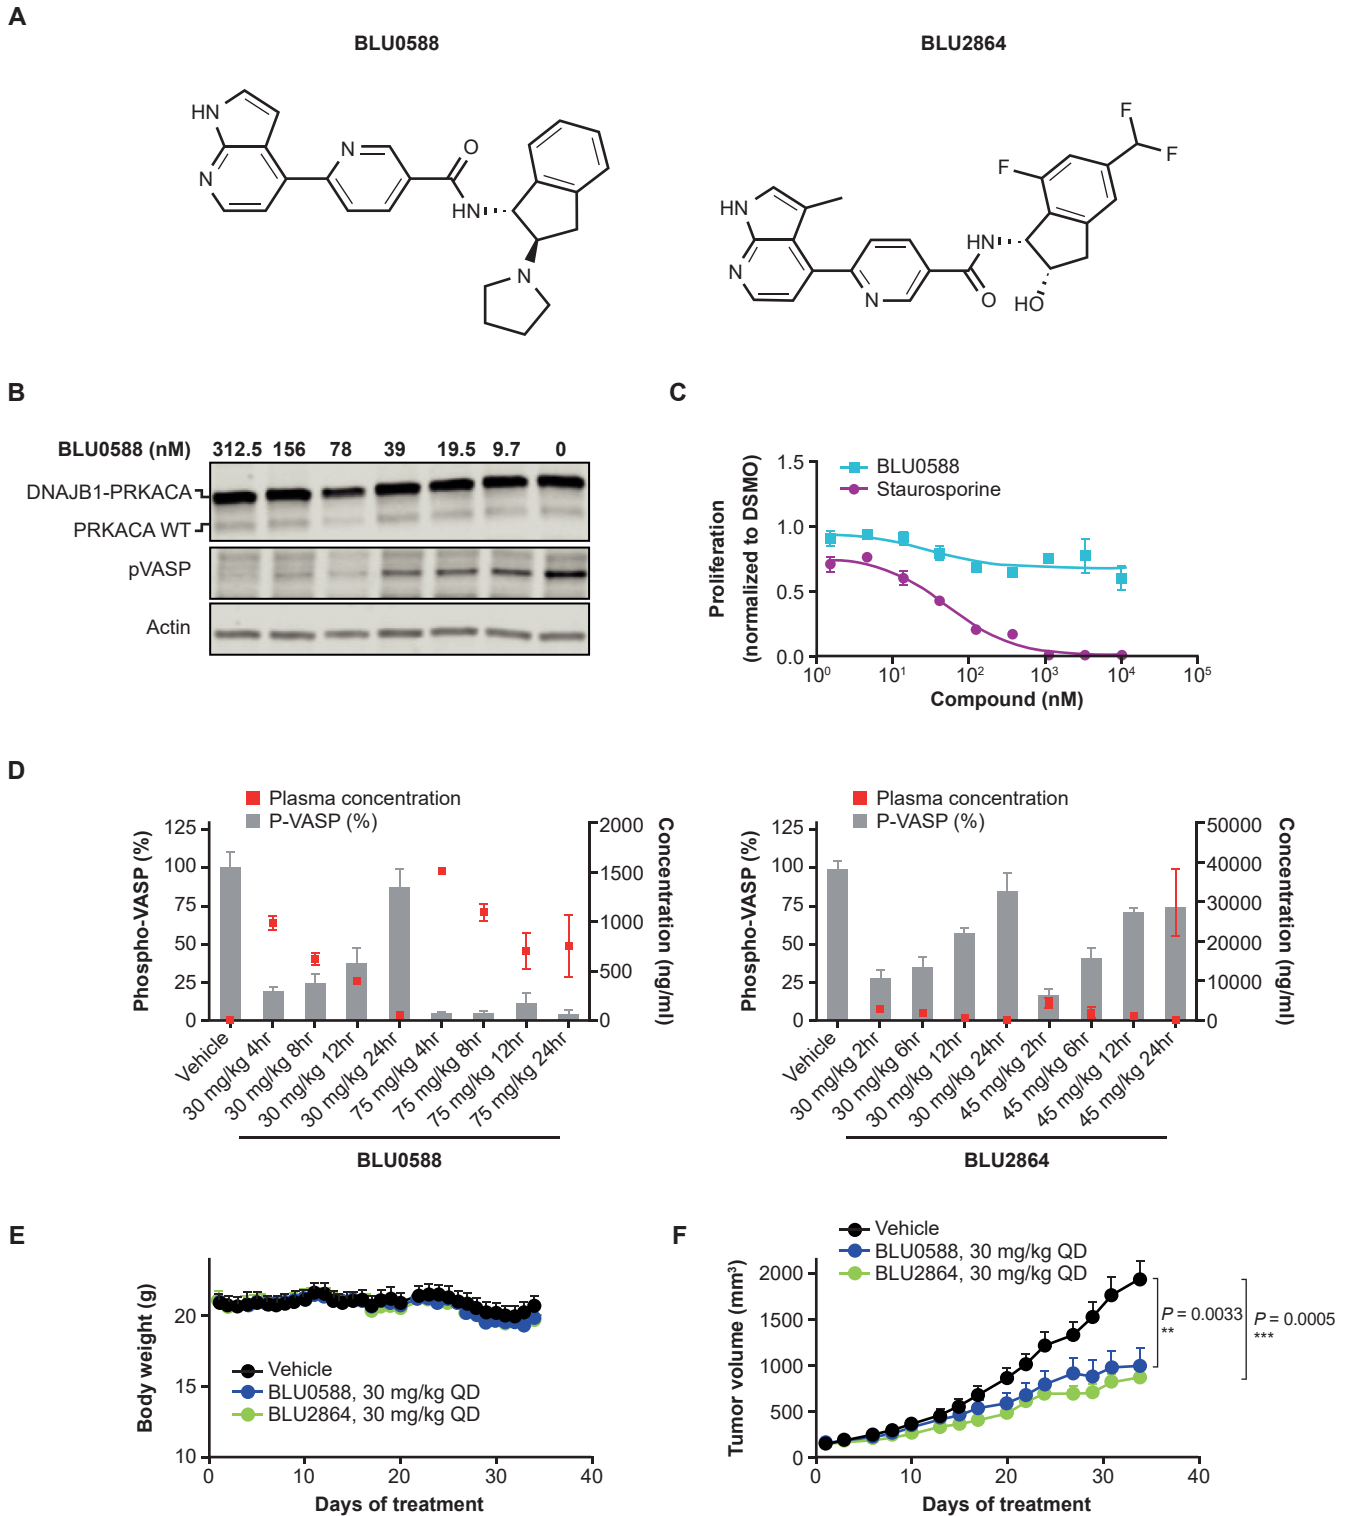 A
BLU0588
BLU2864
HN
N
N
O
HN
N
HN
N
N
HN
O
HO
F
F
F
B
BLU0588 (nM)
312.5 156 78 39 19.5 9.7 0
DNAJB1-PRKACA
PRKACA WT
pVASP
Actin
C
BLU0588
Staurosporine
Proliferation
(normalized to DSMO)
1.5
1.0
0.5
0.0
10⁰ 10¹ 10² 10³ 10⁴ 10⁵
Compound (nM)
D
Plasma concentration
P-VASP (%)
Phospho-VASP (%)
125
100
75
50
25
0
2000
1500
1000
500
0
Concentration (ng/ml)
Vehicle
30 mg/kg 4hr
30 mg/kg 8hr
30 mg/kg 12hr
30 mg/kg 24hr
75 mg/kg 4hr
75 mg/kg 8hr
75 mg/kg 12hr
75 mg/kg 24hr
BLU0588
Plasma concentration
P-VASP (%)
Phospho-VASP (%)
125
100
75
50
25
0
50000
40000
30000
20000
10000
0
Concentration (ng/ml)
Vehicle
30 mg/kg 2hr
30 mg/kg 6hr
30 mg/kg 12hr
30 mg/kg 24hr
45 mg/kg 2hr
45 mg/kg 6hr
45 mg/kg 12hr
45 mg/kg 24hr
BLU2864
E
Body weight (g)
20
15
10
Vehicle
BLU0588, 30 mg/kg QD
BLU2864, 30 mg/kg QD
0 10 20 30 40
Days of treatment
F
Vehicle
BLU0588, 30 mg/kg QD
BLU2864, 30 mg/kg QD
Tumor volume (mm³)
2000
1500
1000
500
0
P = 0.0033
**
P = 0.0005
***
0 10 20 30 40
Days of treatment